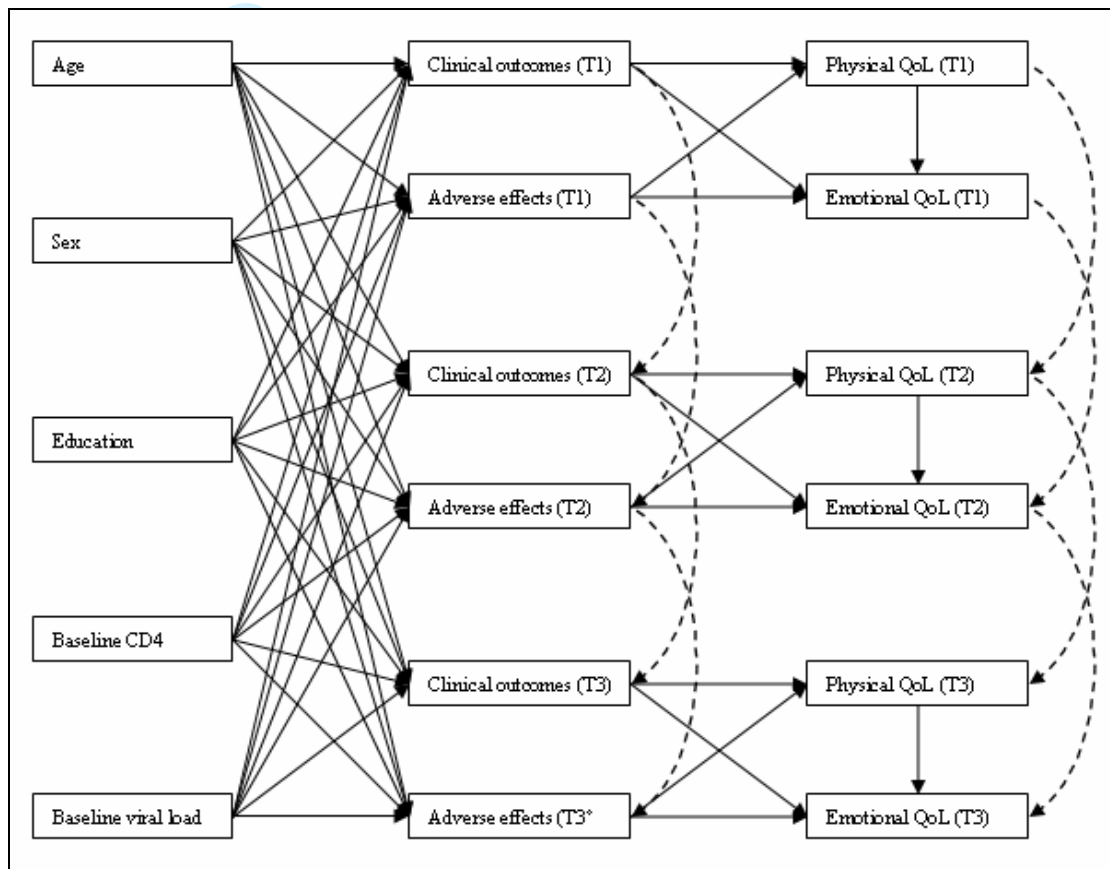 Age
Sex
Education
Baseline CD4
Baseline viral load
Clinical outcomes (T1)
Adverse effects (T1)
Clinical outcomes (T2)
Adverse effects (T2)
Clinical outcomes (T3)
Adverse effects (T3*
Physical QoL (T1)
Emotional QoL (T1)
Physical QoL (T2)
Emotional QoL (T2)
Physical QoL (T3)
Emotional QoL (T3)